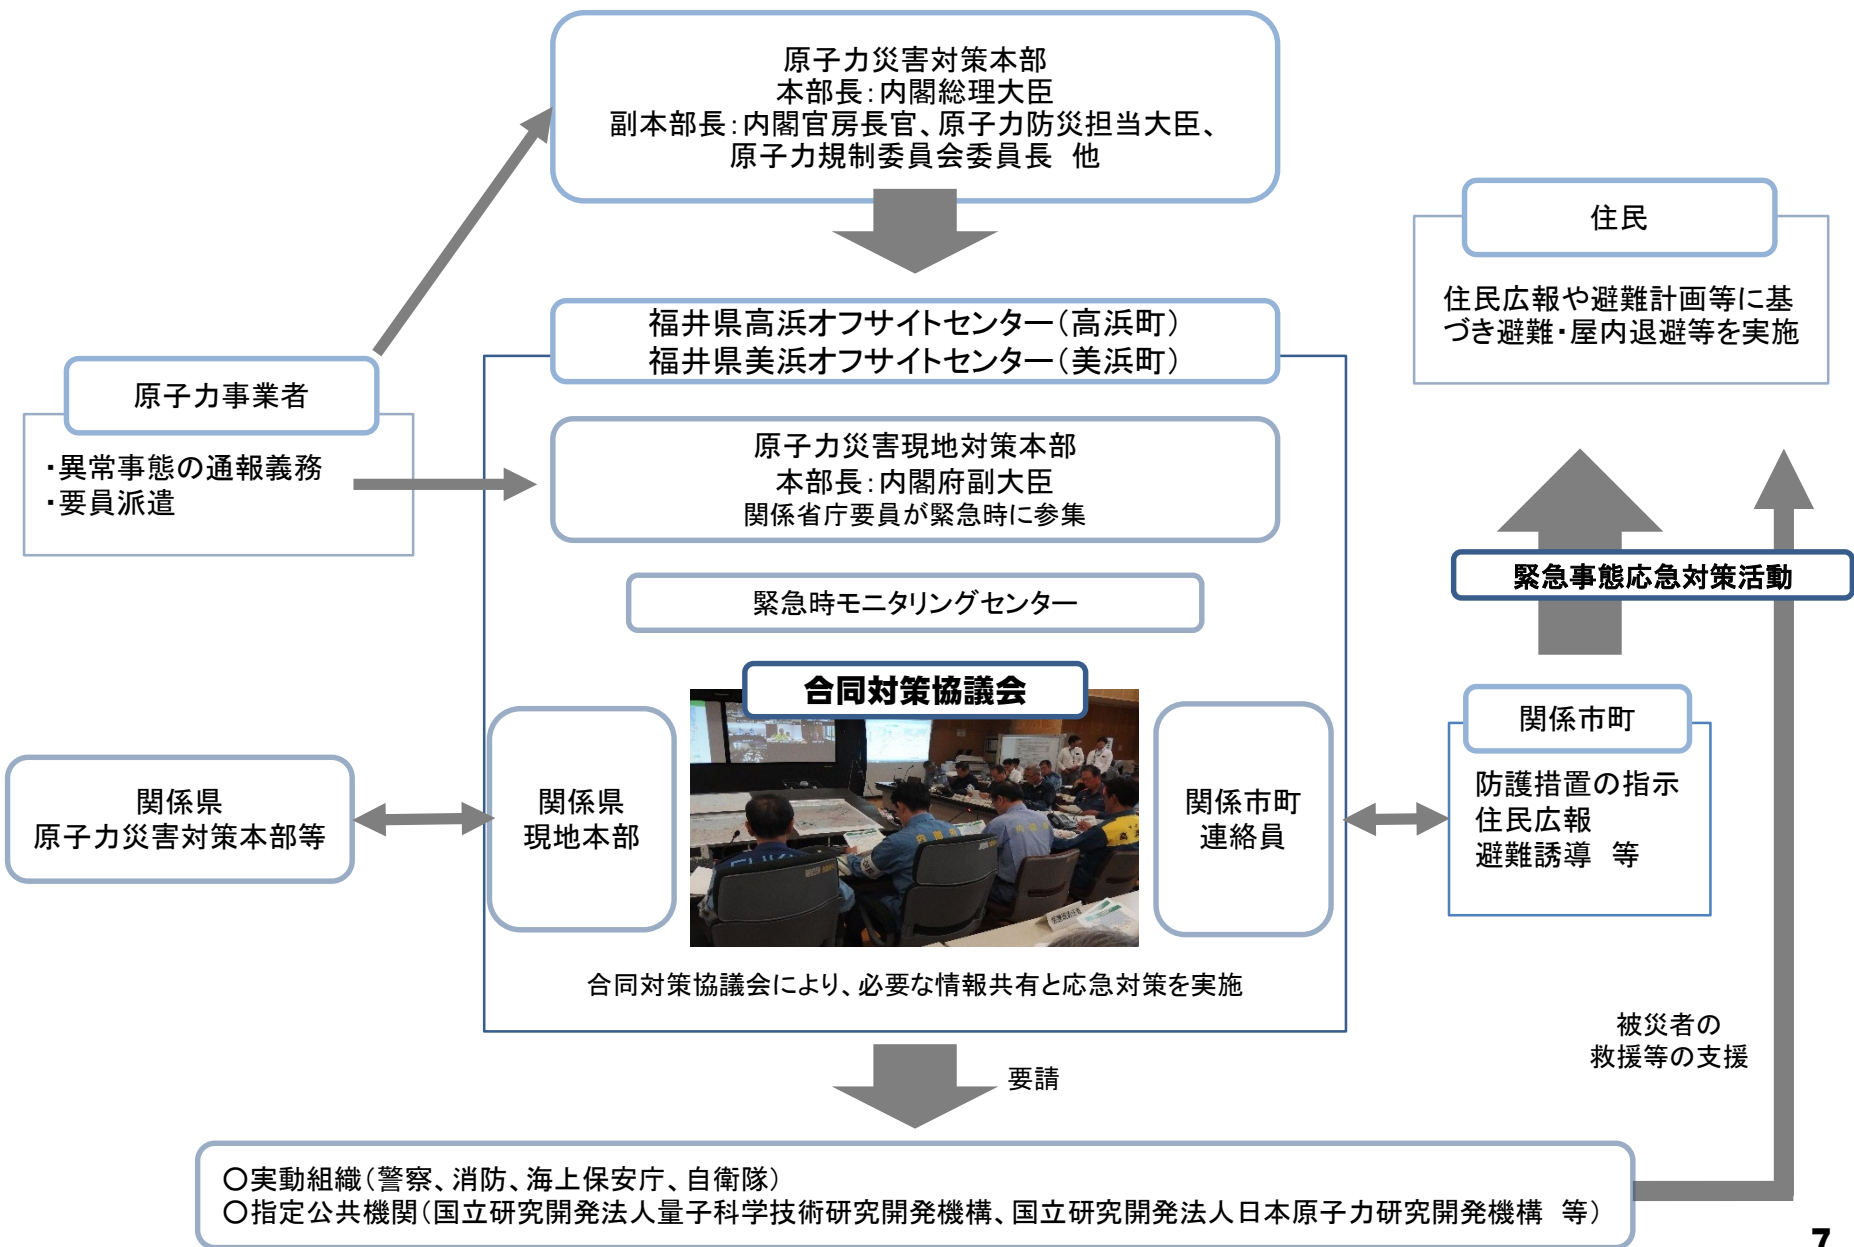 原子力災害対策本部
本部長：内閣総理大臣
副本部長：内閣官房長官、原子力防災担当大臣、
原子力規制委員会委員長　他
住民
住民広報や避難計画等に基
づき避難・屋内退避等を実施
福井県高浜オフサイトセンター（高浜町）
福井県美浜オフサイトセンター（美浜町）
原子力事業者
・異常事態の通報義務
・要員派遣
原子力災害現地対策本部
本部長：内閣府副大臣
関係省庁要員が緊急時に参集
緊急事態応急対策活動
緊急時モニタリングセンター
合同対策協議会
関係県
原子力災害対策本部等
関係県
現地本部
関係市町
連絡員
関係市町
防護措置の指示
住民広報
避難誘導　等
合同対策協議会により、必要な情報共有と応急対策を実施
被災者の
救援等の支援
要請
○実動組織（警察、消防、海上保安庁、自衛隊）
○指定公共機関（国立研究開発法人量子科学技術研究開発機構、国立研究開発法人日本原子力研究開発機構　等）
7